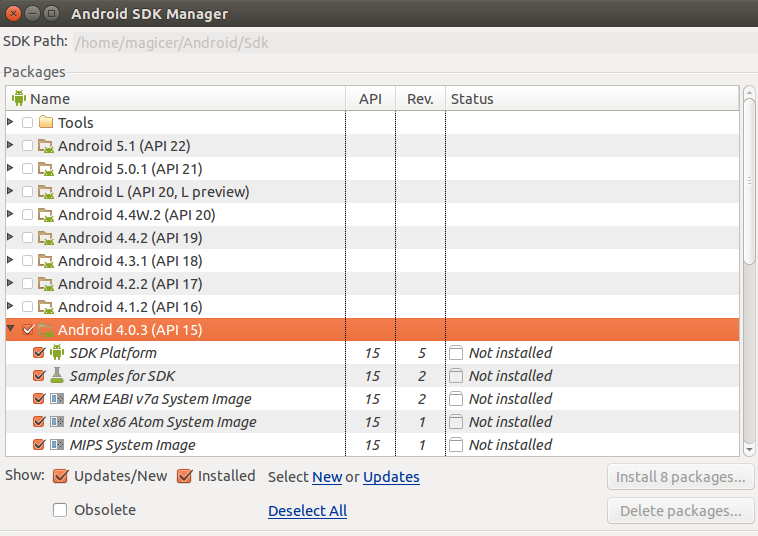 Android SDK Manager
SDK Path: /home/magicer/Android/Sdk
Packages
Name API Rev. Status
Tools
Android 5.1 (API 22)
Android 5.0.1 (API 21)
Android L (API 20, L preview)
Android 4.4W.2 (API 20)
Android 4.4.2 (API 19)
Android 4.3.1 (API 18)
Android 4.2.2 (API 17)
Android 4.1.2 (API 16)
Android 4.0.3 (API 15)
SDK Platform 15 5 Not installed
Samples for SDK 15 2 Not installed
ARM EABI v7a System Image 15 2 Not installed
Intel x86 Atom System Image 15 1 Not installed
MIPS System Image 15 1 Not installed
Show: Updates/New Installed Select New or Updates Install 8 packages...
Obsolete Deselect All Delete packages...